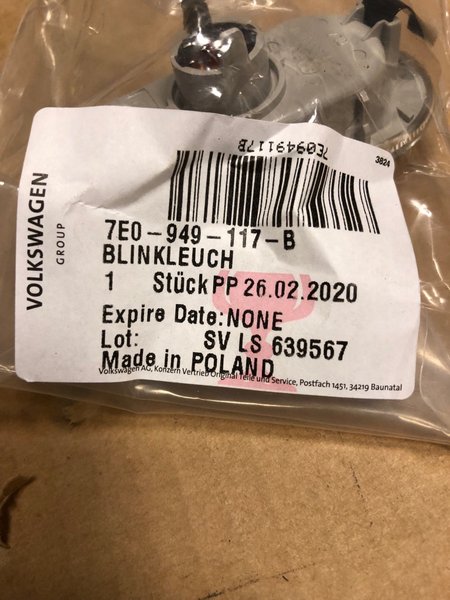 7E0949117B
3824
VOLKSWAGEN
GROUP
7E0-949-117-B
BLINKLEUCH
1 Stück PP 26.02.2020
Expire Date:NONE
Lot: SV LS 639567
Made in POLAND
Volkswagen AG, Konzern Vertrieb Original Teile und Service, Postfach 1451, 34219 Baunatal